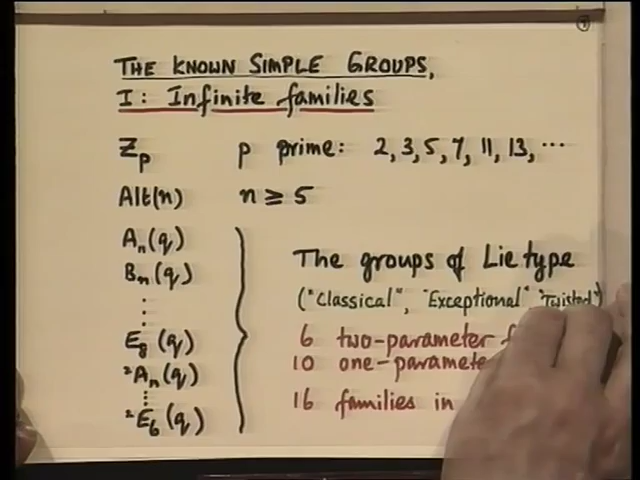 ①
THE KNOWN SIMPLE GROUPS,
I: Infinite families
Z_p p prime: 2, 3, 5, 7, 11, 13, ...
Alt(n) n ≥ 5
A_n(q)
B_n(q)
⋮
E_8(q)
²A_n(q)
⋮
²E_6(q)
The groups of Lie type
("Classical", "Exceptional" "Twisted")
6 two-parameter
10 one-paramete
16 families in